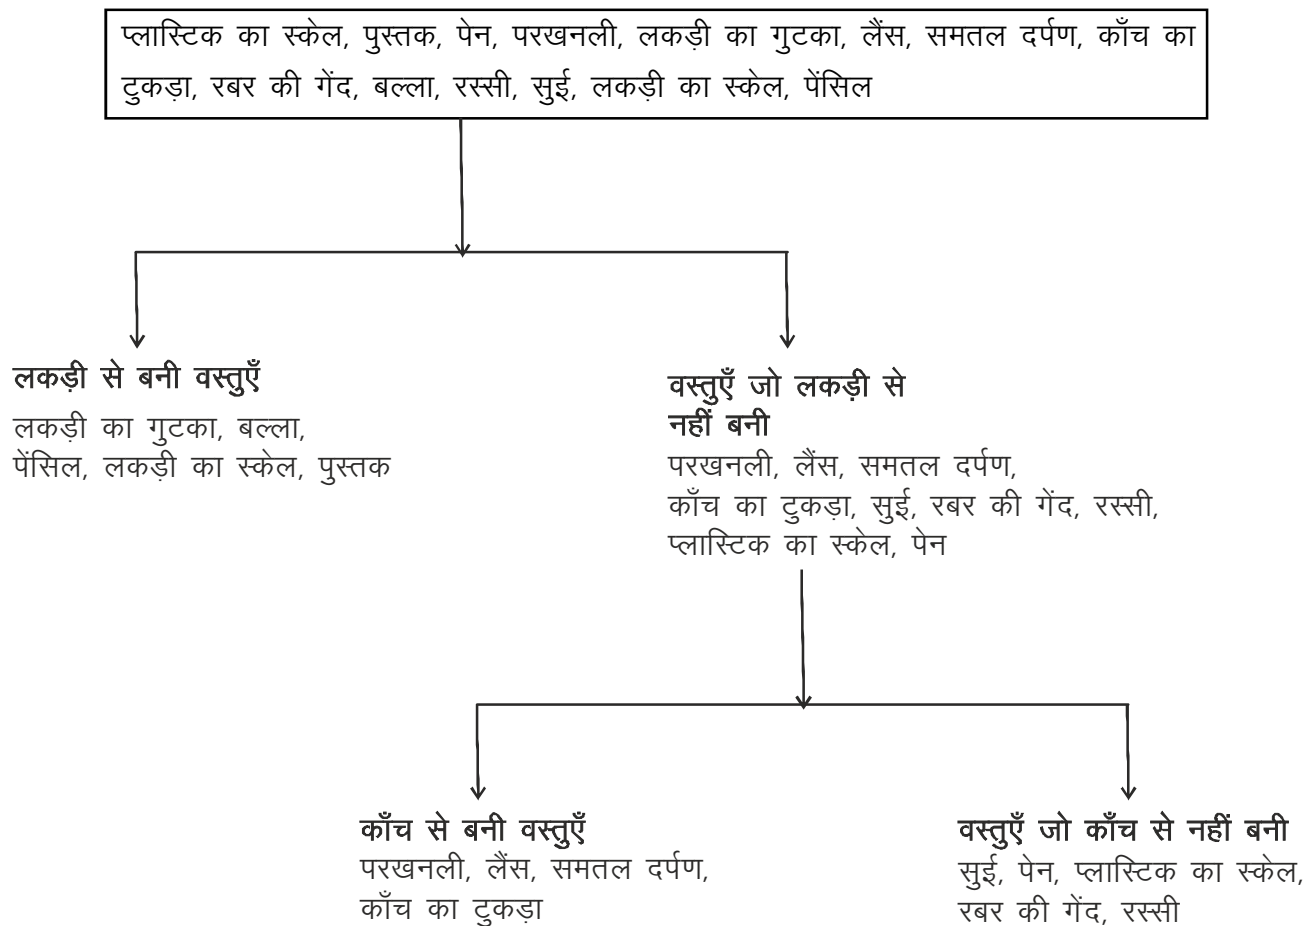 प्लास्टिक का स्केल, पुस्तक, पेन, परखनली, लकड़ी का गुटका, लैंस, समतल दर्पण, काँच का
टुकड़ा, रबर की गेंद, बल्ला, रस्सी, सुई, लकड़ी का स्केल, पेंसिल
लकड़ी से बनी वस्तुएँ
लकड़ी का गुटका, बल्ला,
पेंसिल, लकड़ी का स्केल, पुस्तक
वस्तुएँ जो लकड़ी से
नहीं बनी
परखनली, लैंस, समतल दर्पण,
काँच का टुकड़ा, सुई, रबर की गेंद, रस्सी,
प्लास्टिक का स्केल, पेन
काँच से बनी वस्तुएँ
परखनली, लैंस, समतल दर्पण,
काँच का टुकड़ा
वस्तुएँ जो काँच से नहीं बनी
सुई, पेन, प्लास्टिक का स्केल,
रबर की गेंद, रस्सी